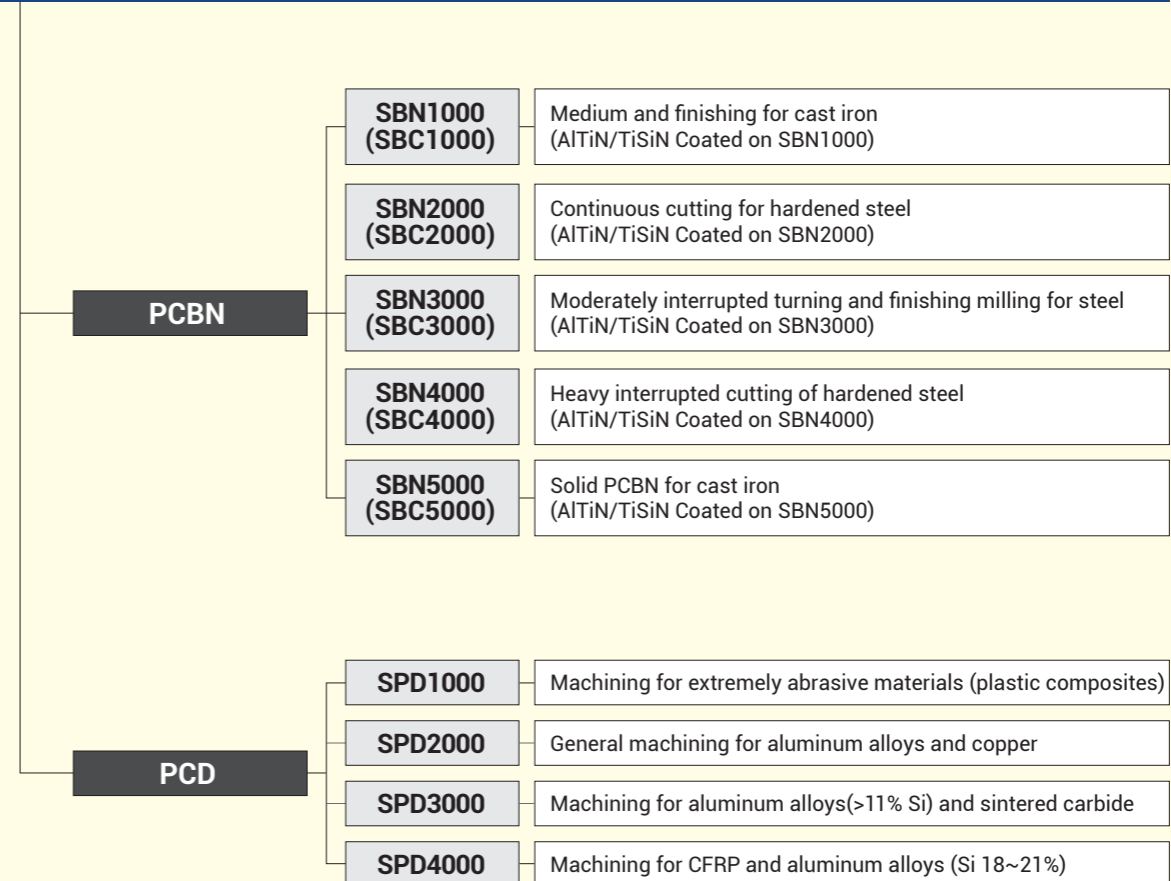 PCBN
SBN1000
(SBC1000)
Medium and finishing for cast iron
(AlTiN/TiSiN Coated on SBN1000)
SBN2000
(SBC2000)
Continuous cutting for hardened steel
(AlTiN/TiSiN Coated on SBN2000)
SBN3000
(SBC3000)
Moderately interrupted turning and finishing milling for steel
(AlTiN/TiSiN Coated on SBN3000)
SBN4000
(SBC4000)
Heavy interrupted cutting of hardened steel
(AlTiN/TiSiN Coated on SBN4000)
SBN5000
(SBC5000)
Solid PCBN for cast iron
(AlTiN/TiSiN Coated on SBN5000)
PCD
SPD1000
Machining for extremely abrasive materials (plastic composites)
SPD2000
General machining for aluminum alloys and copper
SPD3000
Machining for aluminum alloys(>11% Si) and sintered carbide
SPD4000
Machining for CFRP and aluminum alloys (Si 18~21%)